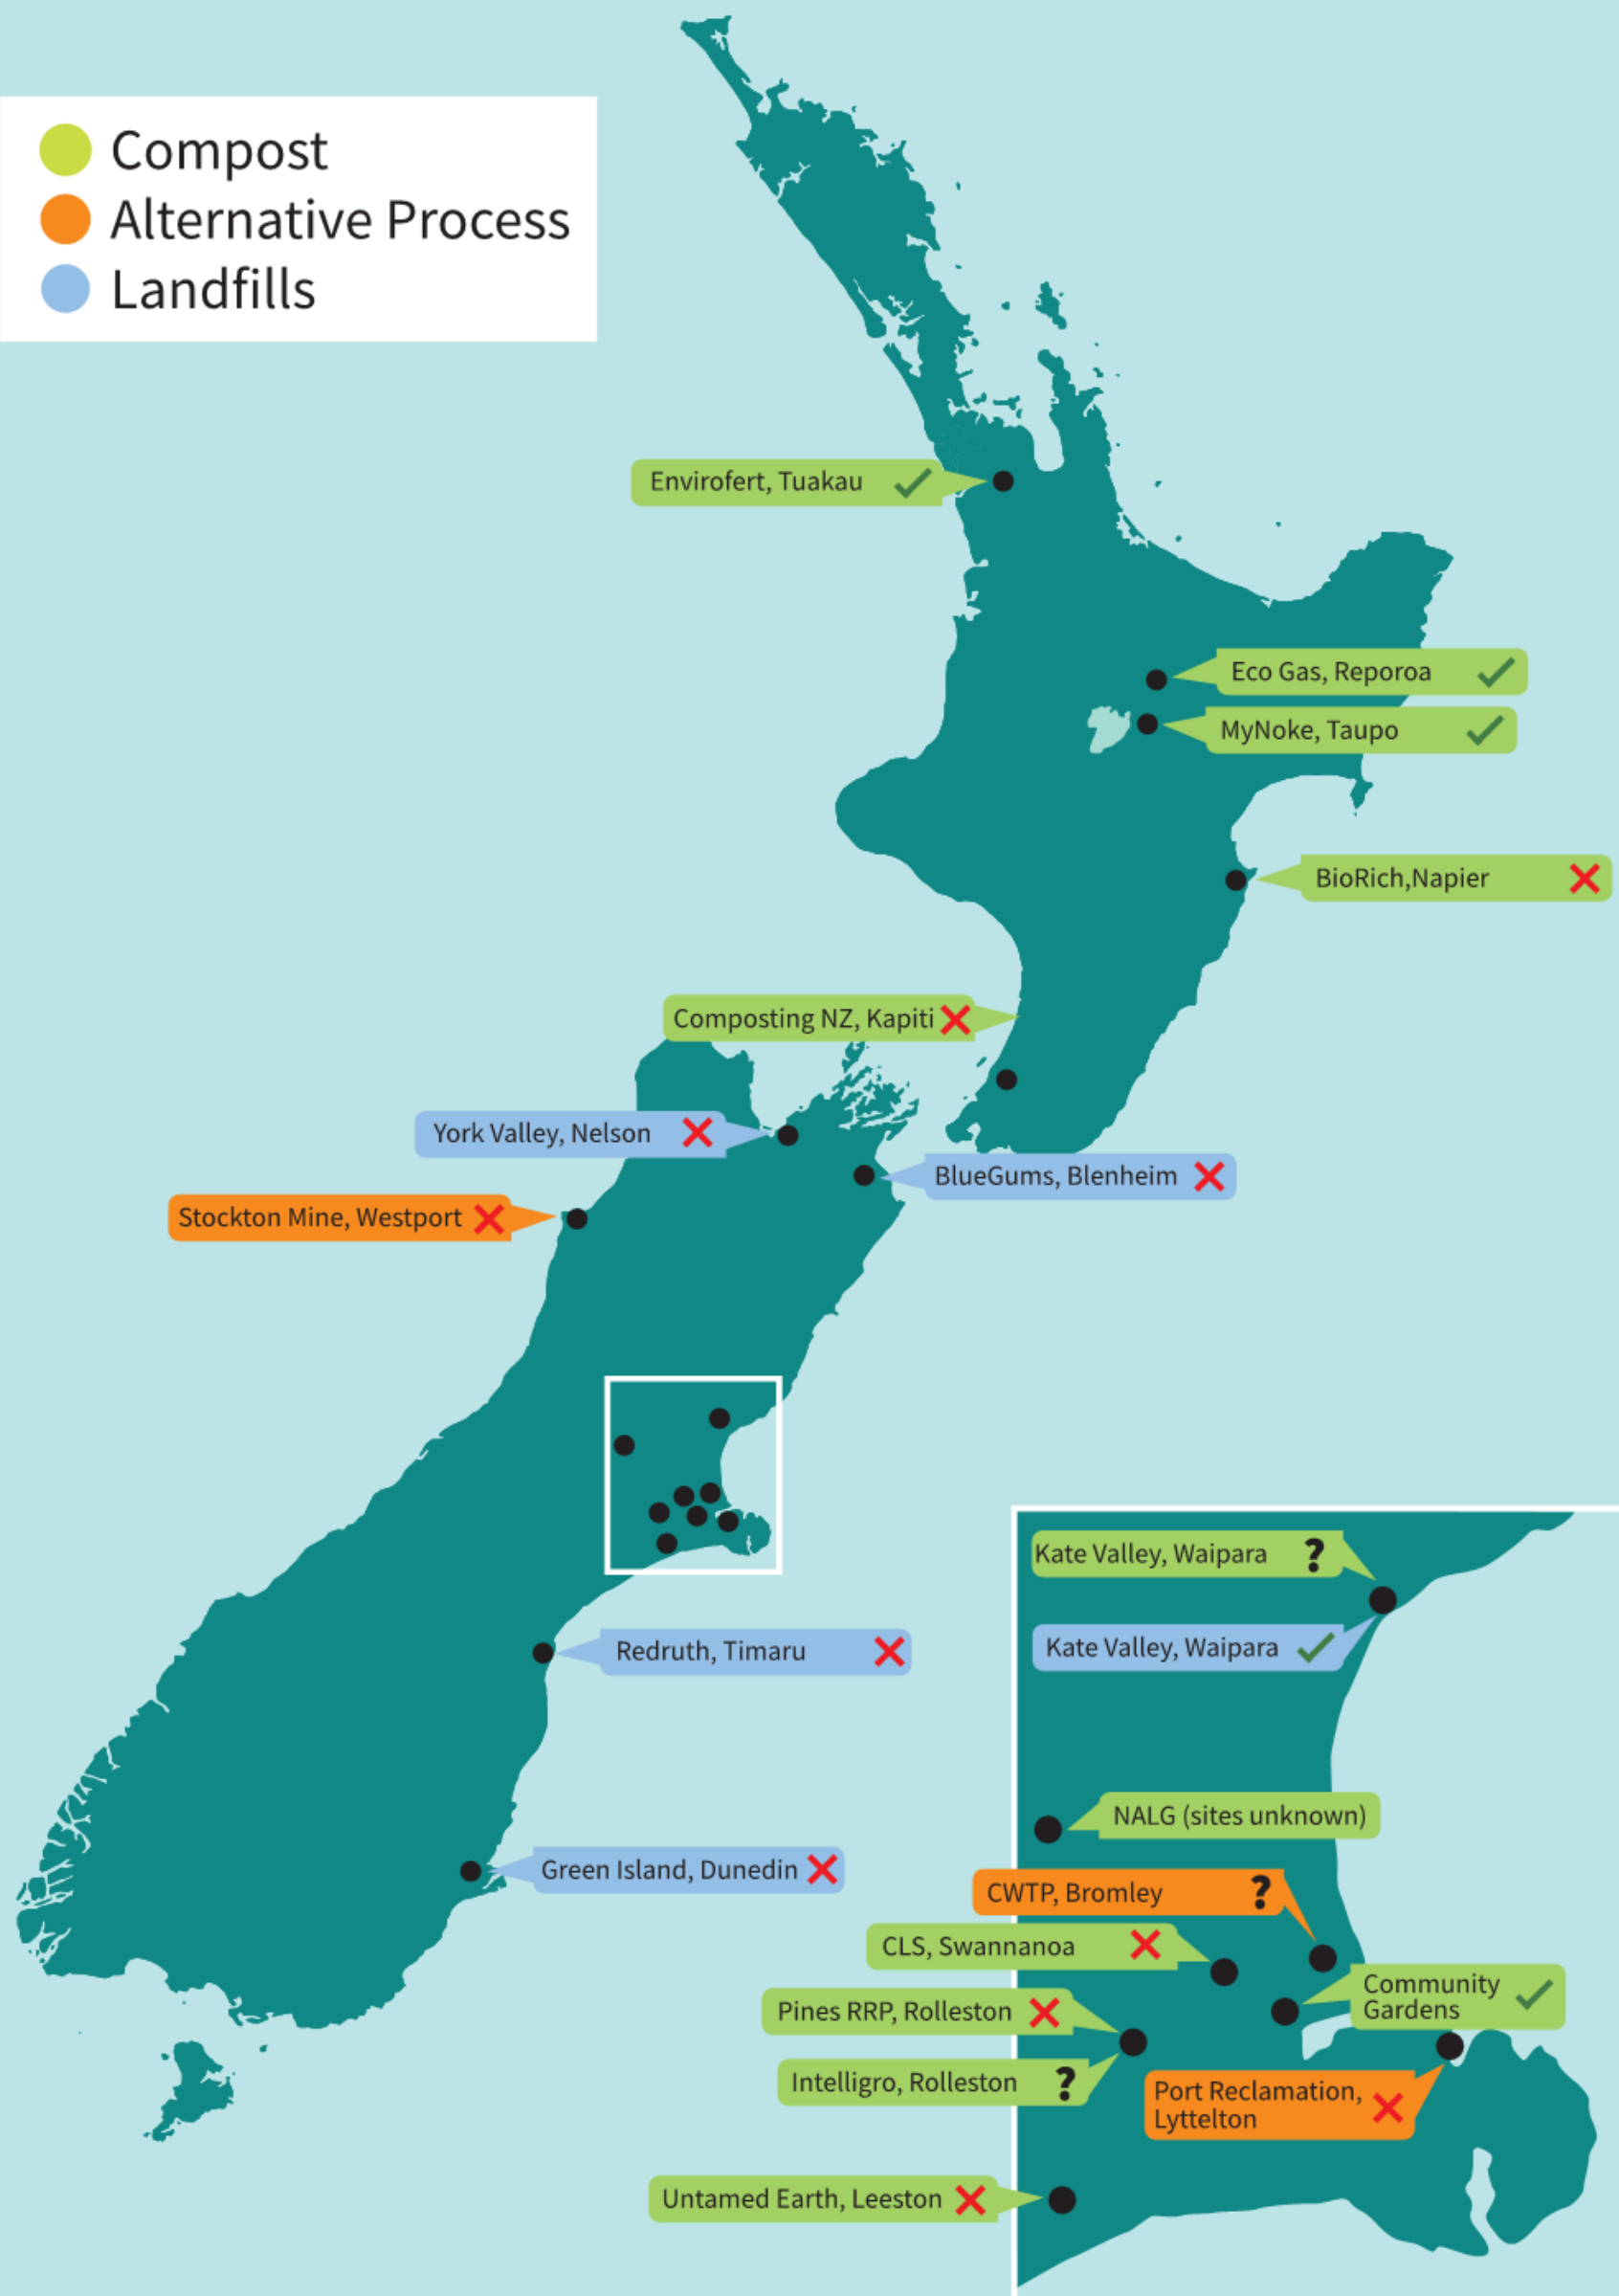 Compost
Alternative Process
Landfills
Envirofert, Tuakau
Eco Gas, Reporoa
MyNoke, Taupo
BioRich,Napier
Composting NZ, Kapiti
York Valley, Nelson
BlueGums, Blenheim
Stockton Mine, Westport
Redruth, Timaru
Green Island, Dunedin
Kate Valley, Waipara ?
Kate Valley, Waipara
NALG (sites unknown)
CWTP, Bromley ?
CLS, Swannanoa
Community
Gardens
Pines RRP, Rolleston
Intelligro, Rolleston ?
Port Reclamation,
Lyttelton
Untamed Earth, Leeston